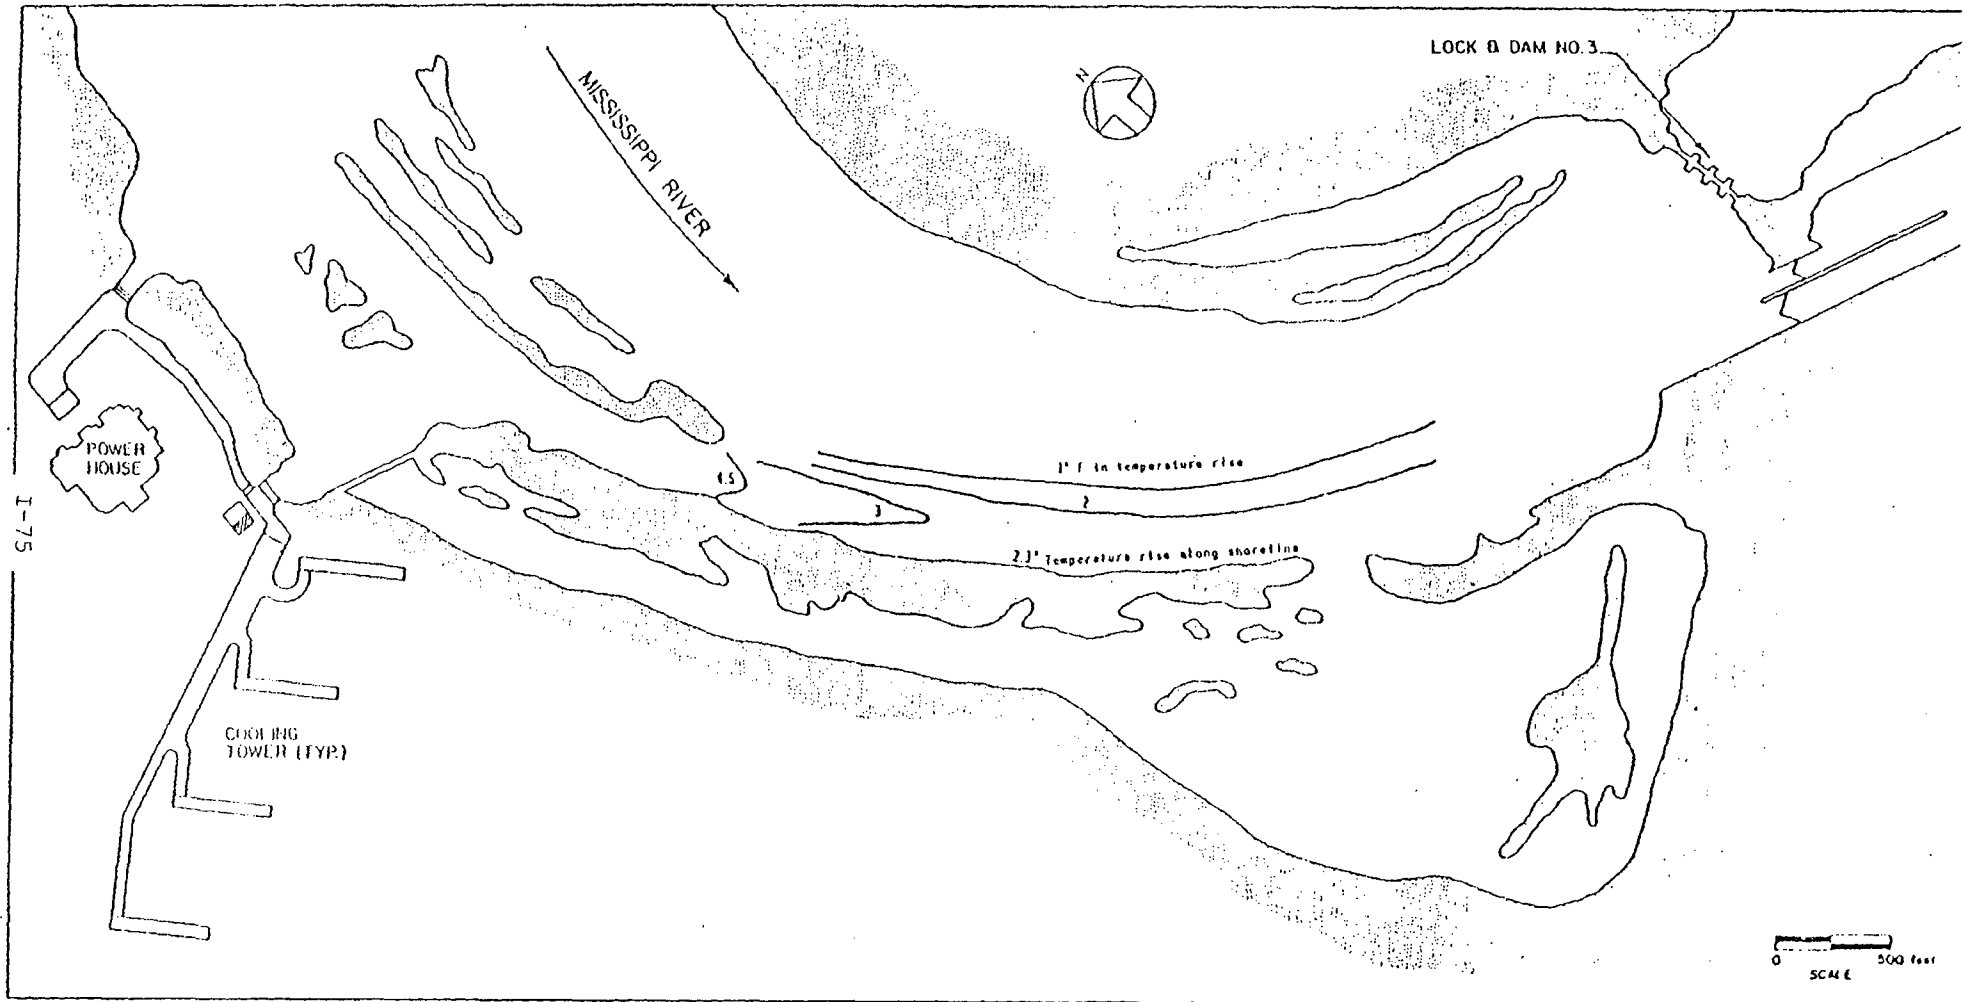 LOCK & DAM NO. 3
N
MISSISSIPPI RIVER
POWER
HOUSE
I-75
1° F in temperature rise
4.5
2
3
2.3° Temperature rise along shoreline
COOLING
TOWER (TYP.)
0 500 feet
SCALE